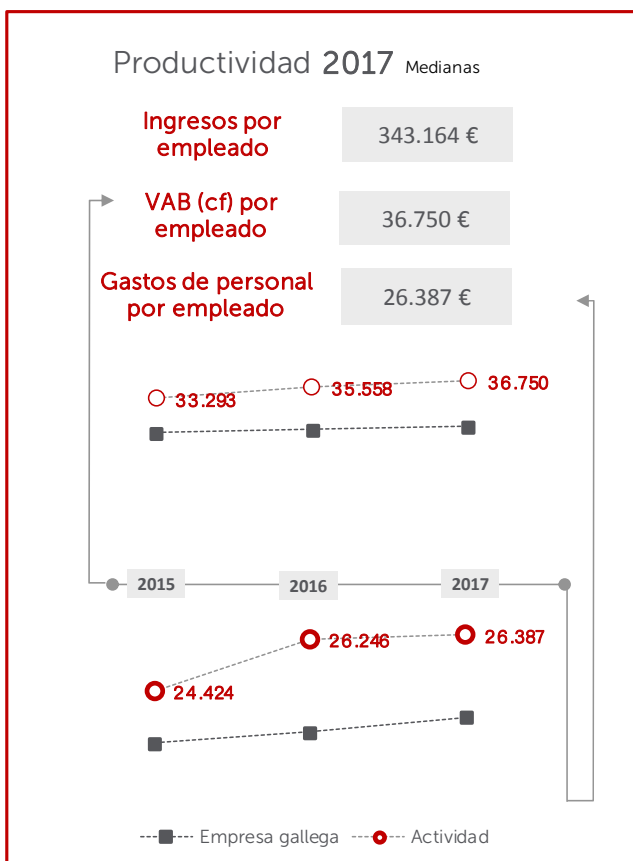 Productividad 2017 Medianas
Ingresos por
empleado
343.164 €
VAB (cf) por
empleado
36.750 €
Gastos de personal
por empleado
26.387 €
33.293
35.558
36.750
2015
2016
2017
24.424
26.246
26.387
Empresa gallega
Actividad